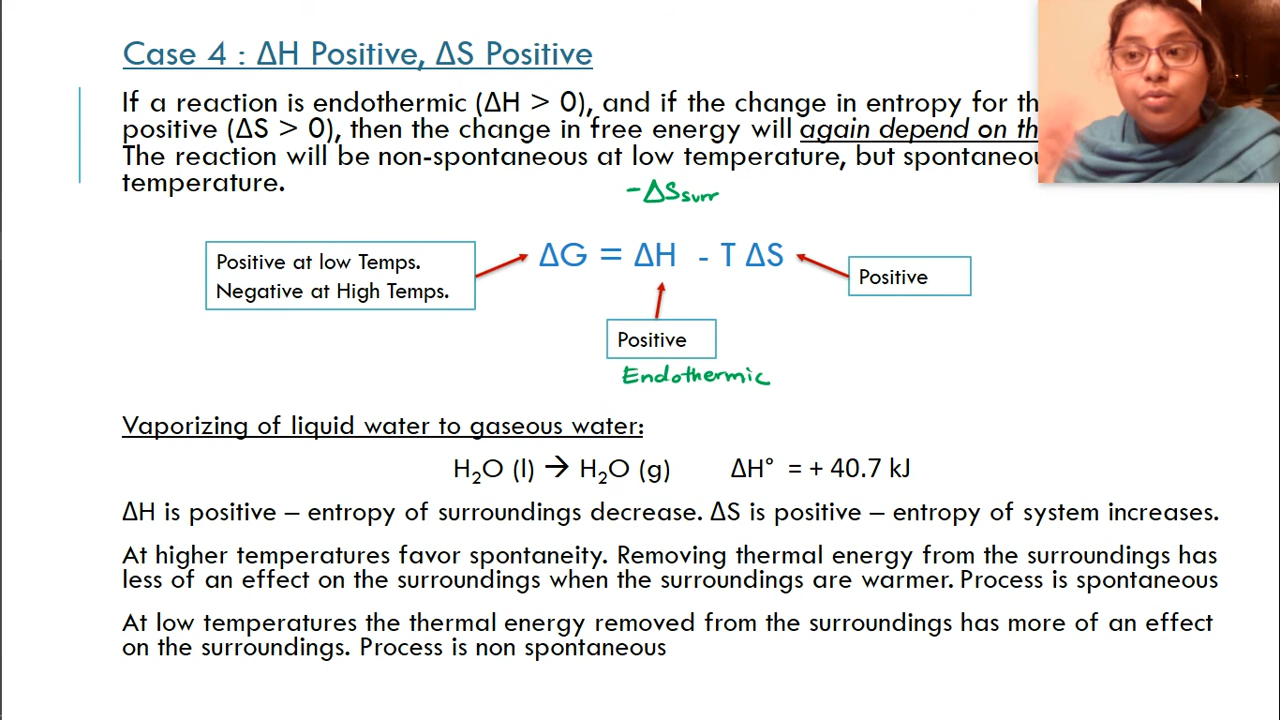 Case 4 : ΔH Positive, ΔS Positive
If a reaction is endothermic (ΔH > 0), and if the change in entropy for
positive (ΔS > 0), then the change in free energy will again depend on
The reaction will be non-spontaneous at low temperature, but
temperature.
-ΔSsurr
Positive at low Temps.
Negative at High Temps.
ΔG = ΔH - T ΔS
Positive
Positive
Endothermic
Vaporizing of liquid water to gaseous water:
H₂O (l) → H₂O (g) ΔH° = + 40.7 kJ
ΔH is positive – entropy of surroundings decrease. ΔS is positive – entropy of system increases.
At higher temperatures favor spontaneity. Removing thermal energy from the surroundings has
less of an effect on the surroundings when the surroundings are warmer. Process is spontaneous
At low temperatures the thermal energy removed from the surroundings has more of an effect
on the surroundings. Process is non spontaneous